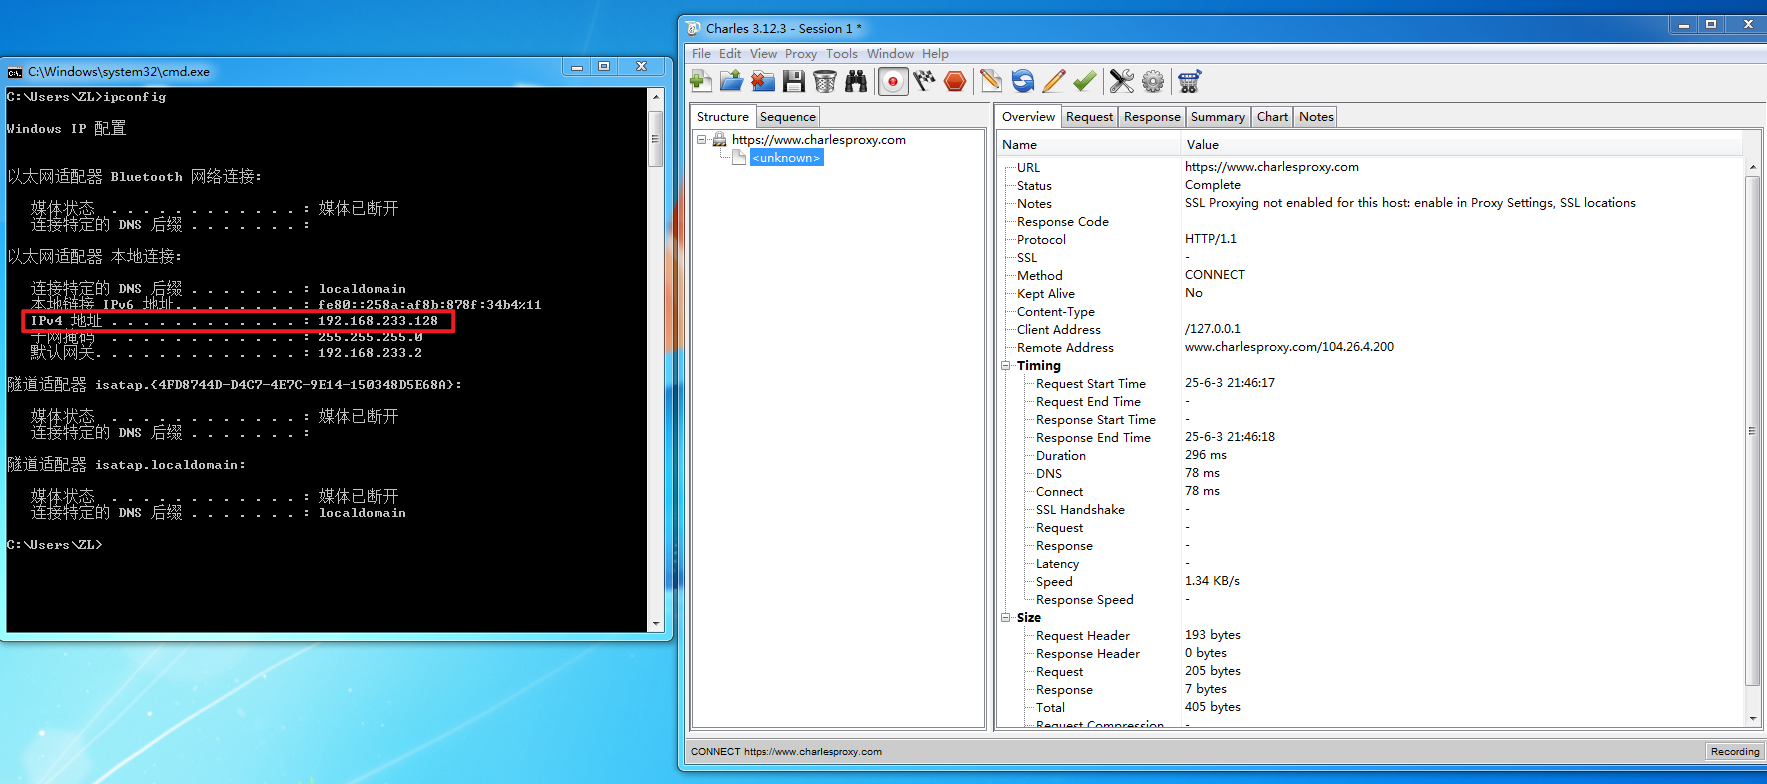 C:\Windows\system32\cmd.exe
C:\Users\ZL>ipconfig
Windows IP 配置
以太网适配器 Bluetooth 网络连接:
媒体状态 . . . . . . . . . . . . : 媒体已断开
连接特定的 DNS 后缀 . . . . . . . :
以太网适配器 本地连接:
连接特定的 DNS 后缀 . . . . . . . : localdomain
本地链接 IPv6 地址. . . . . . . . : fe80::258a:af8b:878f:34b4%11
IPv4 地址 . . . . . . . . . . . . : 192.168.233.128
子网掩码 . . . . . . . . . . . . : 255.255.255.0
默认网关. . . . . . . . . . . . . : 192.168.233.2
隧道适配器 isatap.{4FD8744D-D4C7-4E7C-9E14-150348D5E68A}:
媒体状态 . . . . . . . . . . . . : 媒体已断开
连接特定的 DNS 后缀 . . . . . . . :
隧道适配器 isatap.localdomain:
媒体状态 . . . . . . . . . . . . : 媒体已断开
连接特定的 DNS 后缀 . . . . . . . : localdomain
C:\Users\ZL>
Charles 3.12.3 - Session 1 *
File Edit View Proxy Tools Window Help
Structure Sequence
https://www.charlesproxy.com
<unknown>
Overview Request Response Summary Chart Notes
Name Value
URL https://www.charlesproxy.com
Status Complete
Notes SSL Proxying not enabled for this host: enable in Proxy Settings, SSL locations
Response Code
Protocol HTTP/1.1
SSL -
Method CONNECT
Kept Alive No
Content-Type
Client Address /127.0.0.1
Remote Address www.charlesproxy.com/104.26.4.200
Timing
Request Start Time 25-6-3 21:46:17
Request End Time -
Response Start Time -
Response End Time 25-6-3 21:46:18
Duration 296 ms
DNS 78 ms
Connect 78 ms
SSL Handshake -
Request -
Response -
Latency -
Speed 1.34 KB/s
Response Speed -
Size
Request Header 193 bytes
Response Header 0 bytes
Request 205 bytes
Response 7 bytes
Total 405 bytes
Request Compression -
CONNECT https://www.charlesproxy.com
Recording